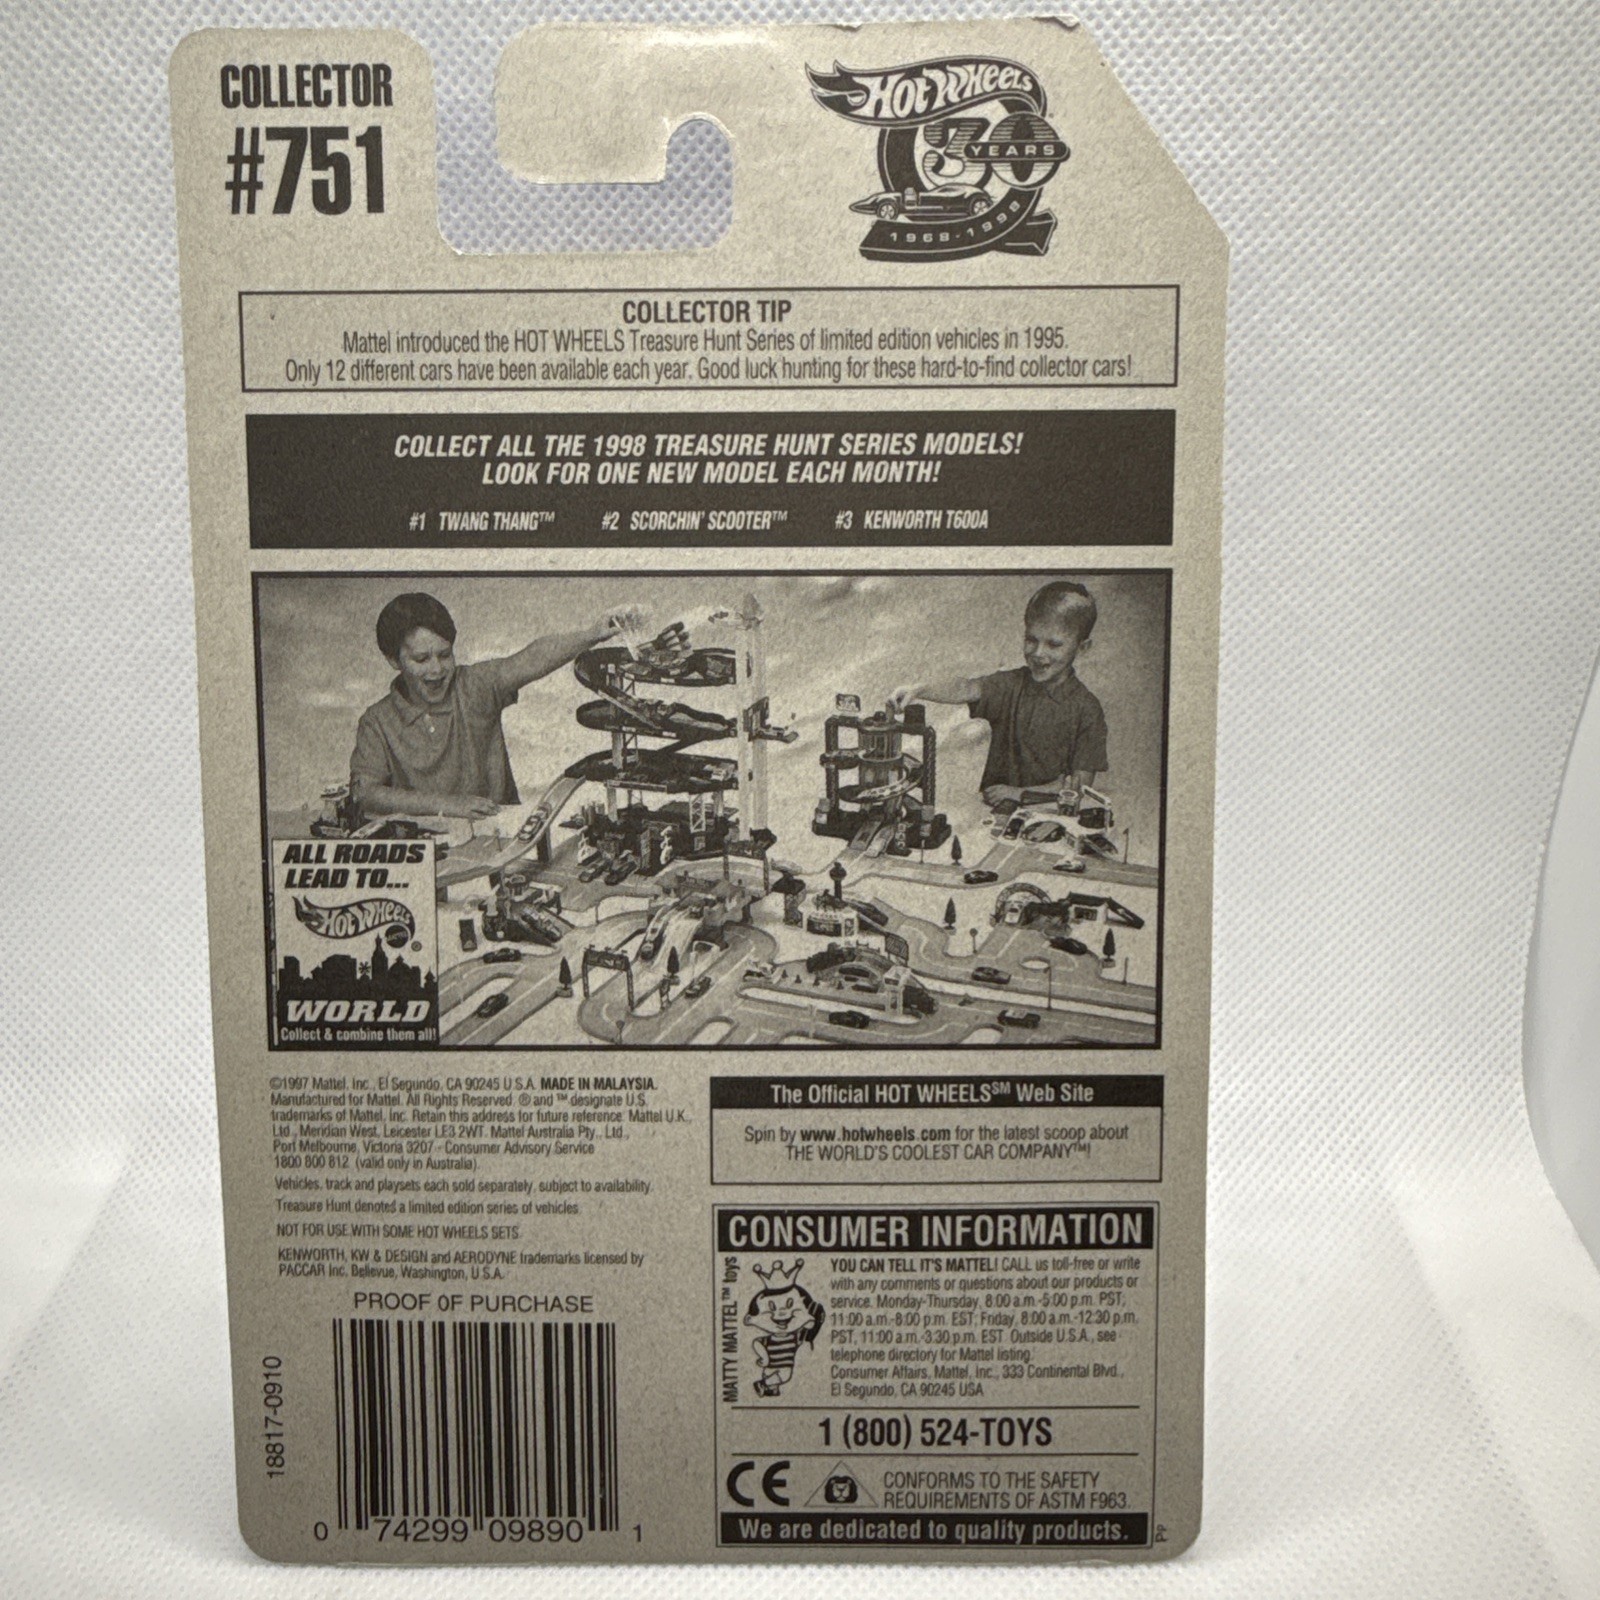 COLLECTOR
#751
HOT WHEELS
30
YEARS
1968-1998
COLLECTOR TIP
Mattel introduced the HOT WHEELS Treasure Hunt Series of limited edition vehicles in 1995.
Only 12 different cars have been available each year. Good luck hunting for these hard-to-find collector cars!
COLLECT ALL THE 1998 TREASURE HUNT SERIES MODELS!
LOOK FOR ONE NEW MODEL EACH MONTH!
#1 TWANG THANG™ #2 SCORCHIN' SCOOTER™ #3 KENWORTH T600A
ALL ROADS
LEAD TO...
HOT WHEELS
®
WORLD
Collect & combine them all!
©1997 Mattel, Inc., El Segundo, CA 90245 U.S.A. MADE IN MALAYSIA.
Manufactured for Mattel. All Rights Reserved. ® and ™ designate U.S.
trademarks of Mattel, Inc. Retain this address for future reference: Mattel U.K.,
Ltd., Meridian West, Leicester LE3 2WT. Mattel Australia Pty., Ltd.,
Port Melbourne, Victoria 3207 - Consumer Advisory Service
1800 800 812 (valid only in Australia).
Vehicles, track and playsets each sold separately, subject to availability.
Treasure Hunt denoted a limited edition series of vehicles.
NOT FOR USE WITH SOME HOT WHEELS SETS.
KENWORTH, KW & DESIGN and AERODYNE trademarks licensed by
PACCAR Inc, Bellevue, Washington, U.S.A.
PROOF OF PURCHASE
18817-0910
0 74299 09890 1
The Official HOT WHEELS℠ Web Site
Spin by www.hotwheels.com for the latest scoop about
THE WORLD'S COOLEST CAR COMPANY™!
CONSUMER INFORMATION
MATTY MATTEL™ toys
YOU CAN TELL IT'S MATTEL! CALL us toll-free or write
with any comments or questions about our products or
service. Monday-Thursday, 8:00 a.m.-5:00 p.m. PST;
11:00 a.m.-8:00 p.m. EST; Friday, 8:00 a.m.-12:30 p.m.
PST, 11:00 a.m.-3:30 p.m. EST. Outside U.S.A., see
telephone directory for Mattel listing.
Consumer Affairs, Mattel, Inc., 333 Continental Blvd.,
El Segundo, CA 90245 USA
1 (800) 524-TOYS
CE
CONFORMS TO THE SAFETY
REQUIREMENTS OF ASTM F963.
We are dedicated to quality products.